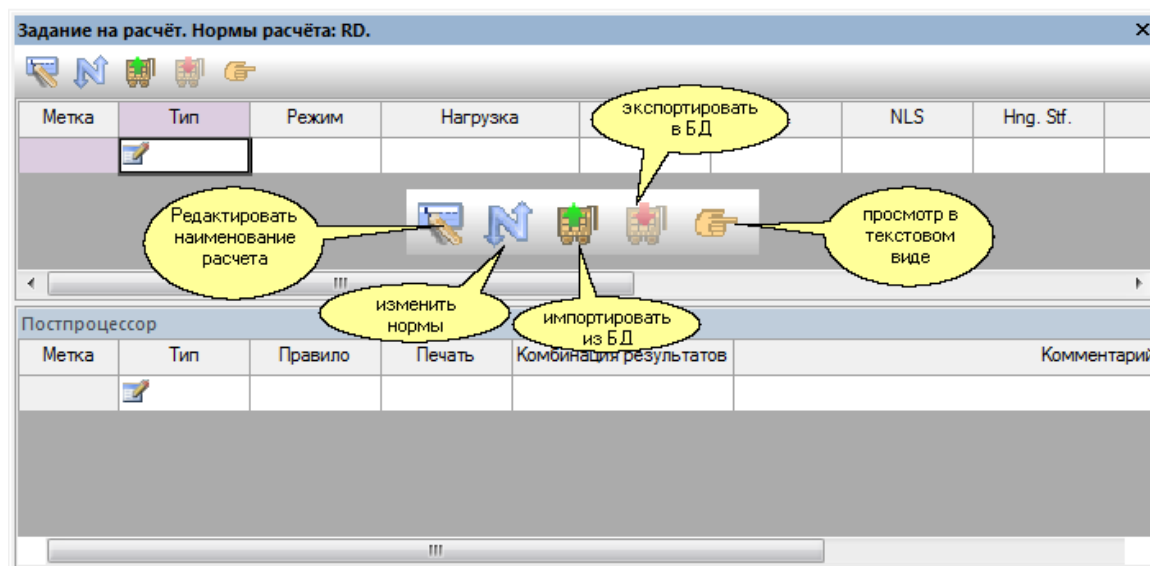 Задание на расчёт. Нормы расчёта: RD.
Метка Тип Режим Нагрузка NLS Hng. Stf.
экспортировать
в БД
Редактировать
наименование
расчета
просмотр в
текстовом
виде
изменить
нормы
импортировать
из БД
Постпроцессор
Метка Тип Правило Печать Комбинация результатов Комментарий